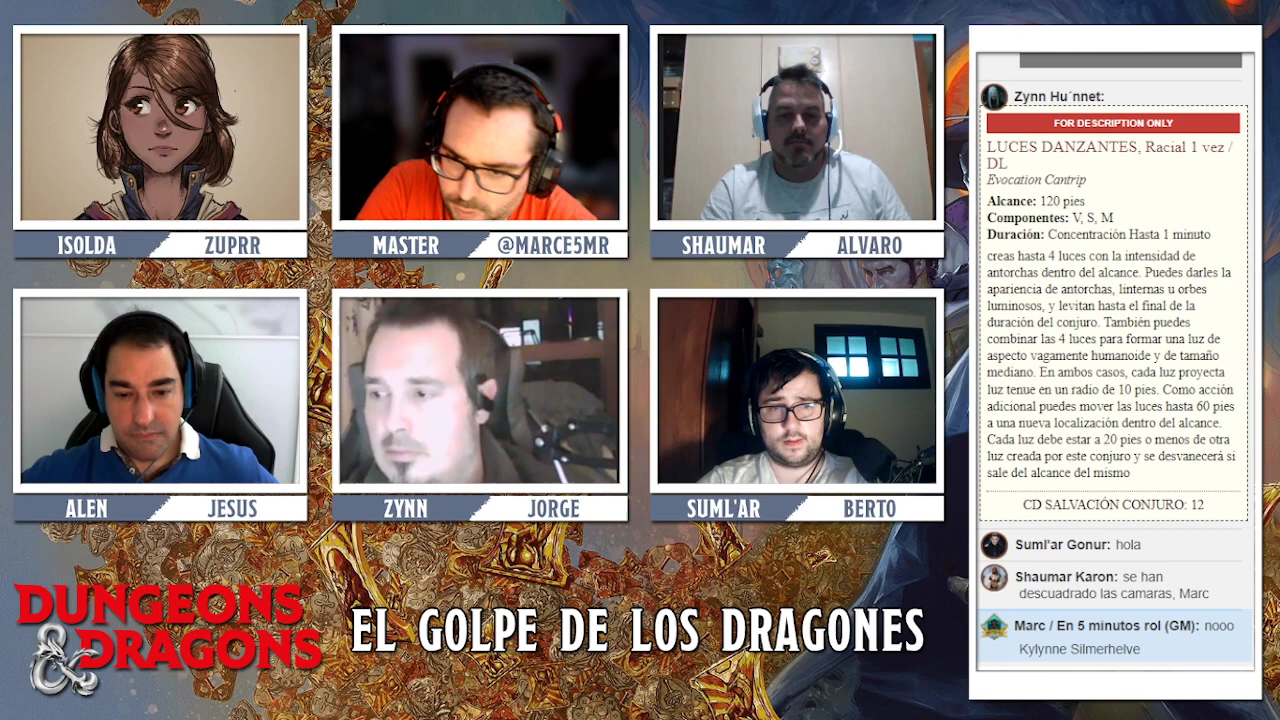 ISOLDA ZUPRR
MASTER @MARCE5MR
SHAUMAR ALVARO
ALEN JESUS
ZYNN JORGE
SUML'AR BERTO
DUNGEONS
& DRAGONS
EL GOLPE DE LOS DRAGONES
Zynn Hu´nnet:
FOR DESCRIPTION ONLY
LUCES DANZANTES, Racial 1 vez /
DL
Evocation Cantrip
Alcance: 120 pies
Componentes: V, S, M
Duración: Concentración Hasta 1 minuto
creas hasta 4 luces con la intensidad de
antorchas dentro del alcance. Puedes darles la
apariencia de antorchas, linternas u orbes
luminosos, y levitan hasta el final de la
duración del conjuro. También puedes
combinar las 4 luces para formar una luz de
aspecto vagamente humanoide y de tamaño
mediano. En ambos casos, cada luz proyecta
luz tenue en un radio de 10 pies. Como acción
adicional puedes mover las luces hasta 60 pies
a una nueva localización dentro del alcance.
Cada luz debe estar a 20 pies o menos de otra
luz creada por este conjuro y se desvanecerá si
sale del alcance del mismo
CD SALVACIÓN CONJURO: 12
Suml'ar Gonur: hola
Shaumar Karon: se han
descuadrado las camaras, Marc
Marc / En 5 minutos rol (GM): nooo
Kylynne Silmerhelve